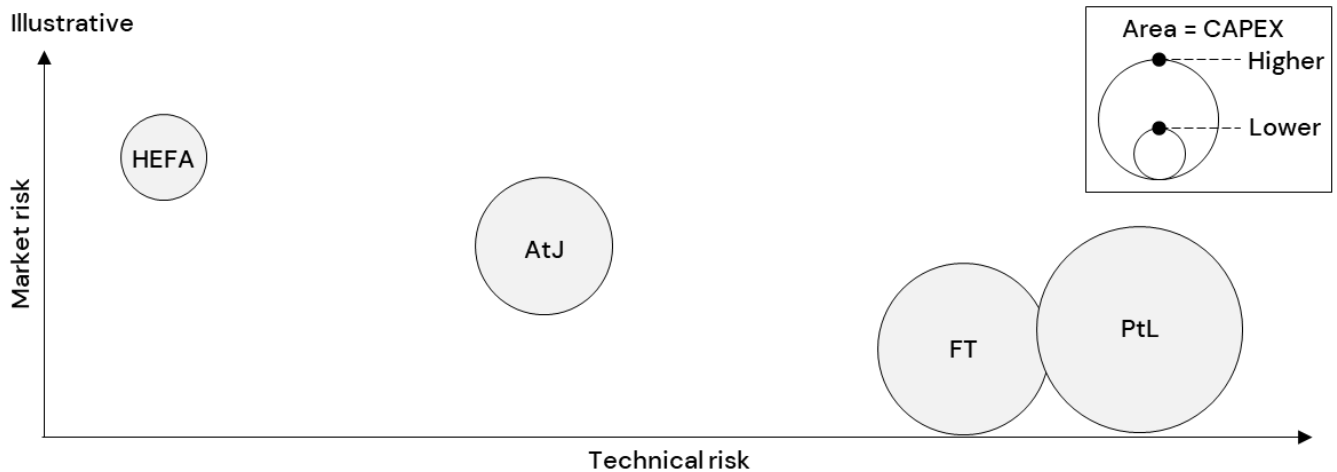 Illustrative
Area = CAPEX
Higher
Lower
Market risk
HEFA
AtJ
FT
PtL
Technical risk